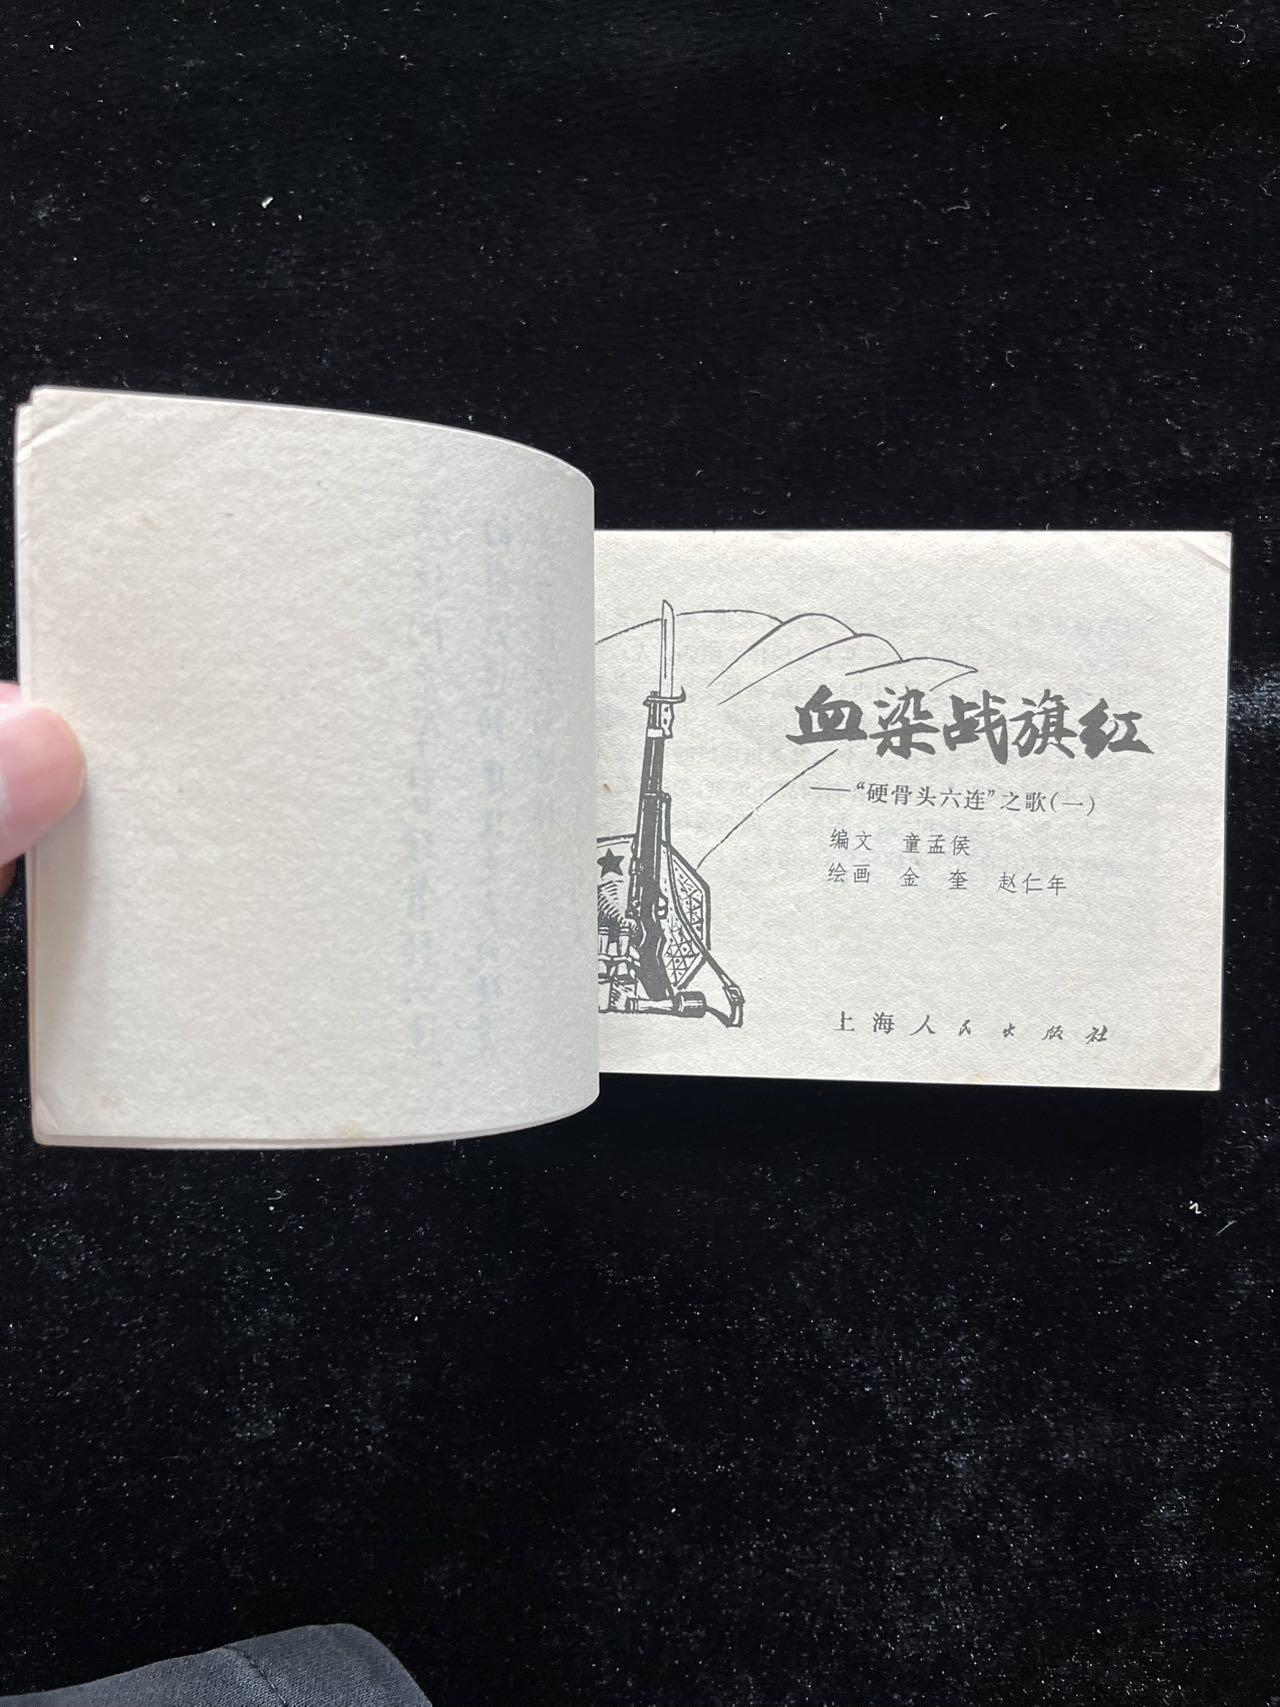 血染战旗红
——“硬骨头六连”之歌(一)
编文 童孟侯
绘画 金奎 赵仁年
上海人民出版社